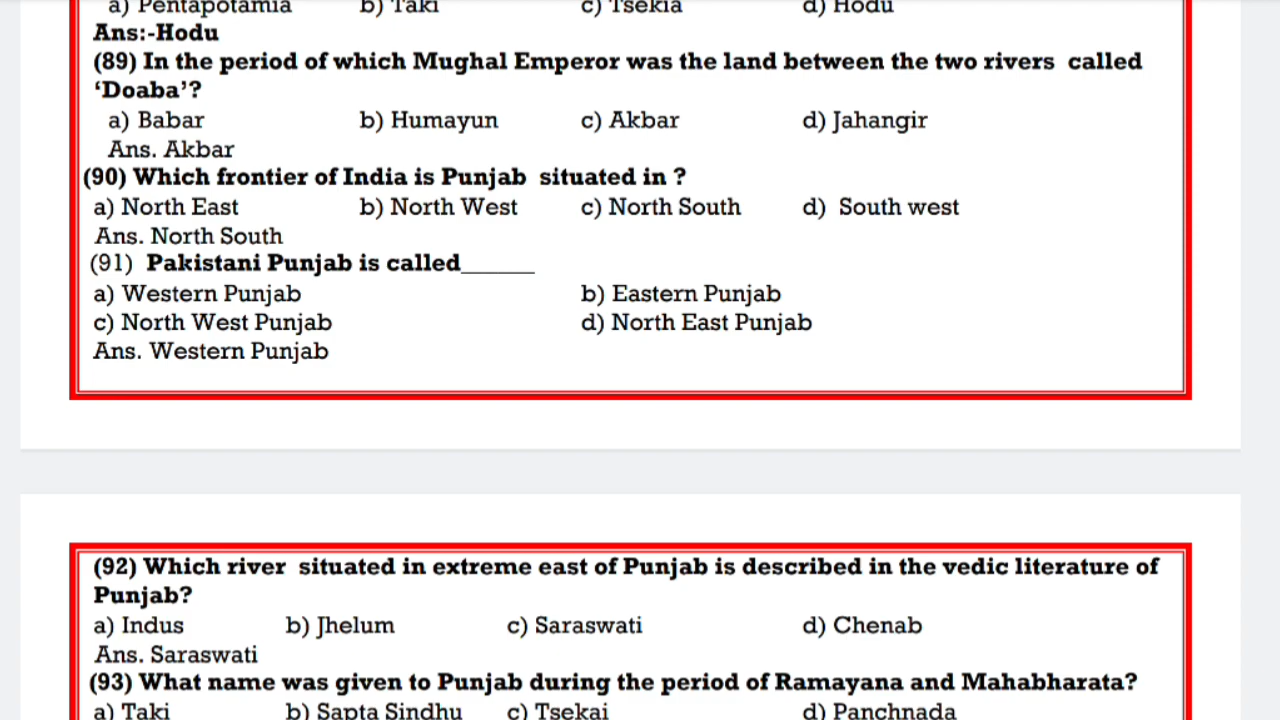 a) Pentapotamia b) Taki c) Tsekia d) Hodu
Ans:-Hodu
(89) In the period of which Mughal Emperor was the land between the two rivers called
‘Doaba’?
a) Babar b) Humayun c) Akbar d) Jahangir
Ans. Akbar
(90) Which frontier of India is Punjab situated in ?
a) North East b) North West c) North South d) South west
Ans. North South
(91) Pakistani Punjab is called______
a) Western Punjab b) Eastern Punjab
c) North West Punjab d) North East Punjab
Ans. Western Punjab
(92) Which river situated in extreme east of Punjab is described in the vedic literature of
Punjab?
a) Indus b) Jhelum c) Saraswati d) Chenab
Ans. Saraswati
(93) What name was given to Punjab during the period of Ramayana and Mahabharata?
a) Taki b) Sapta Sindhu c) Tsekai d) Panchnada